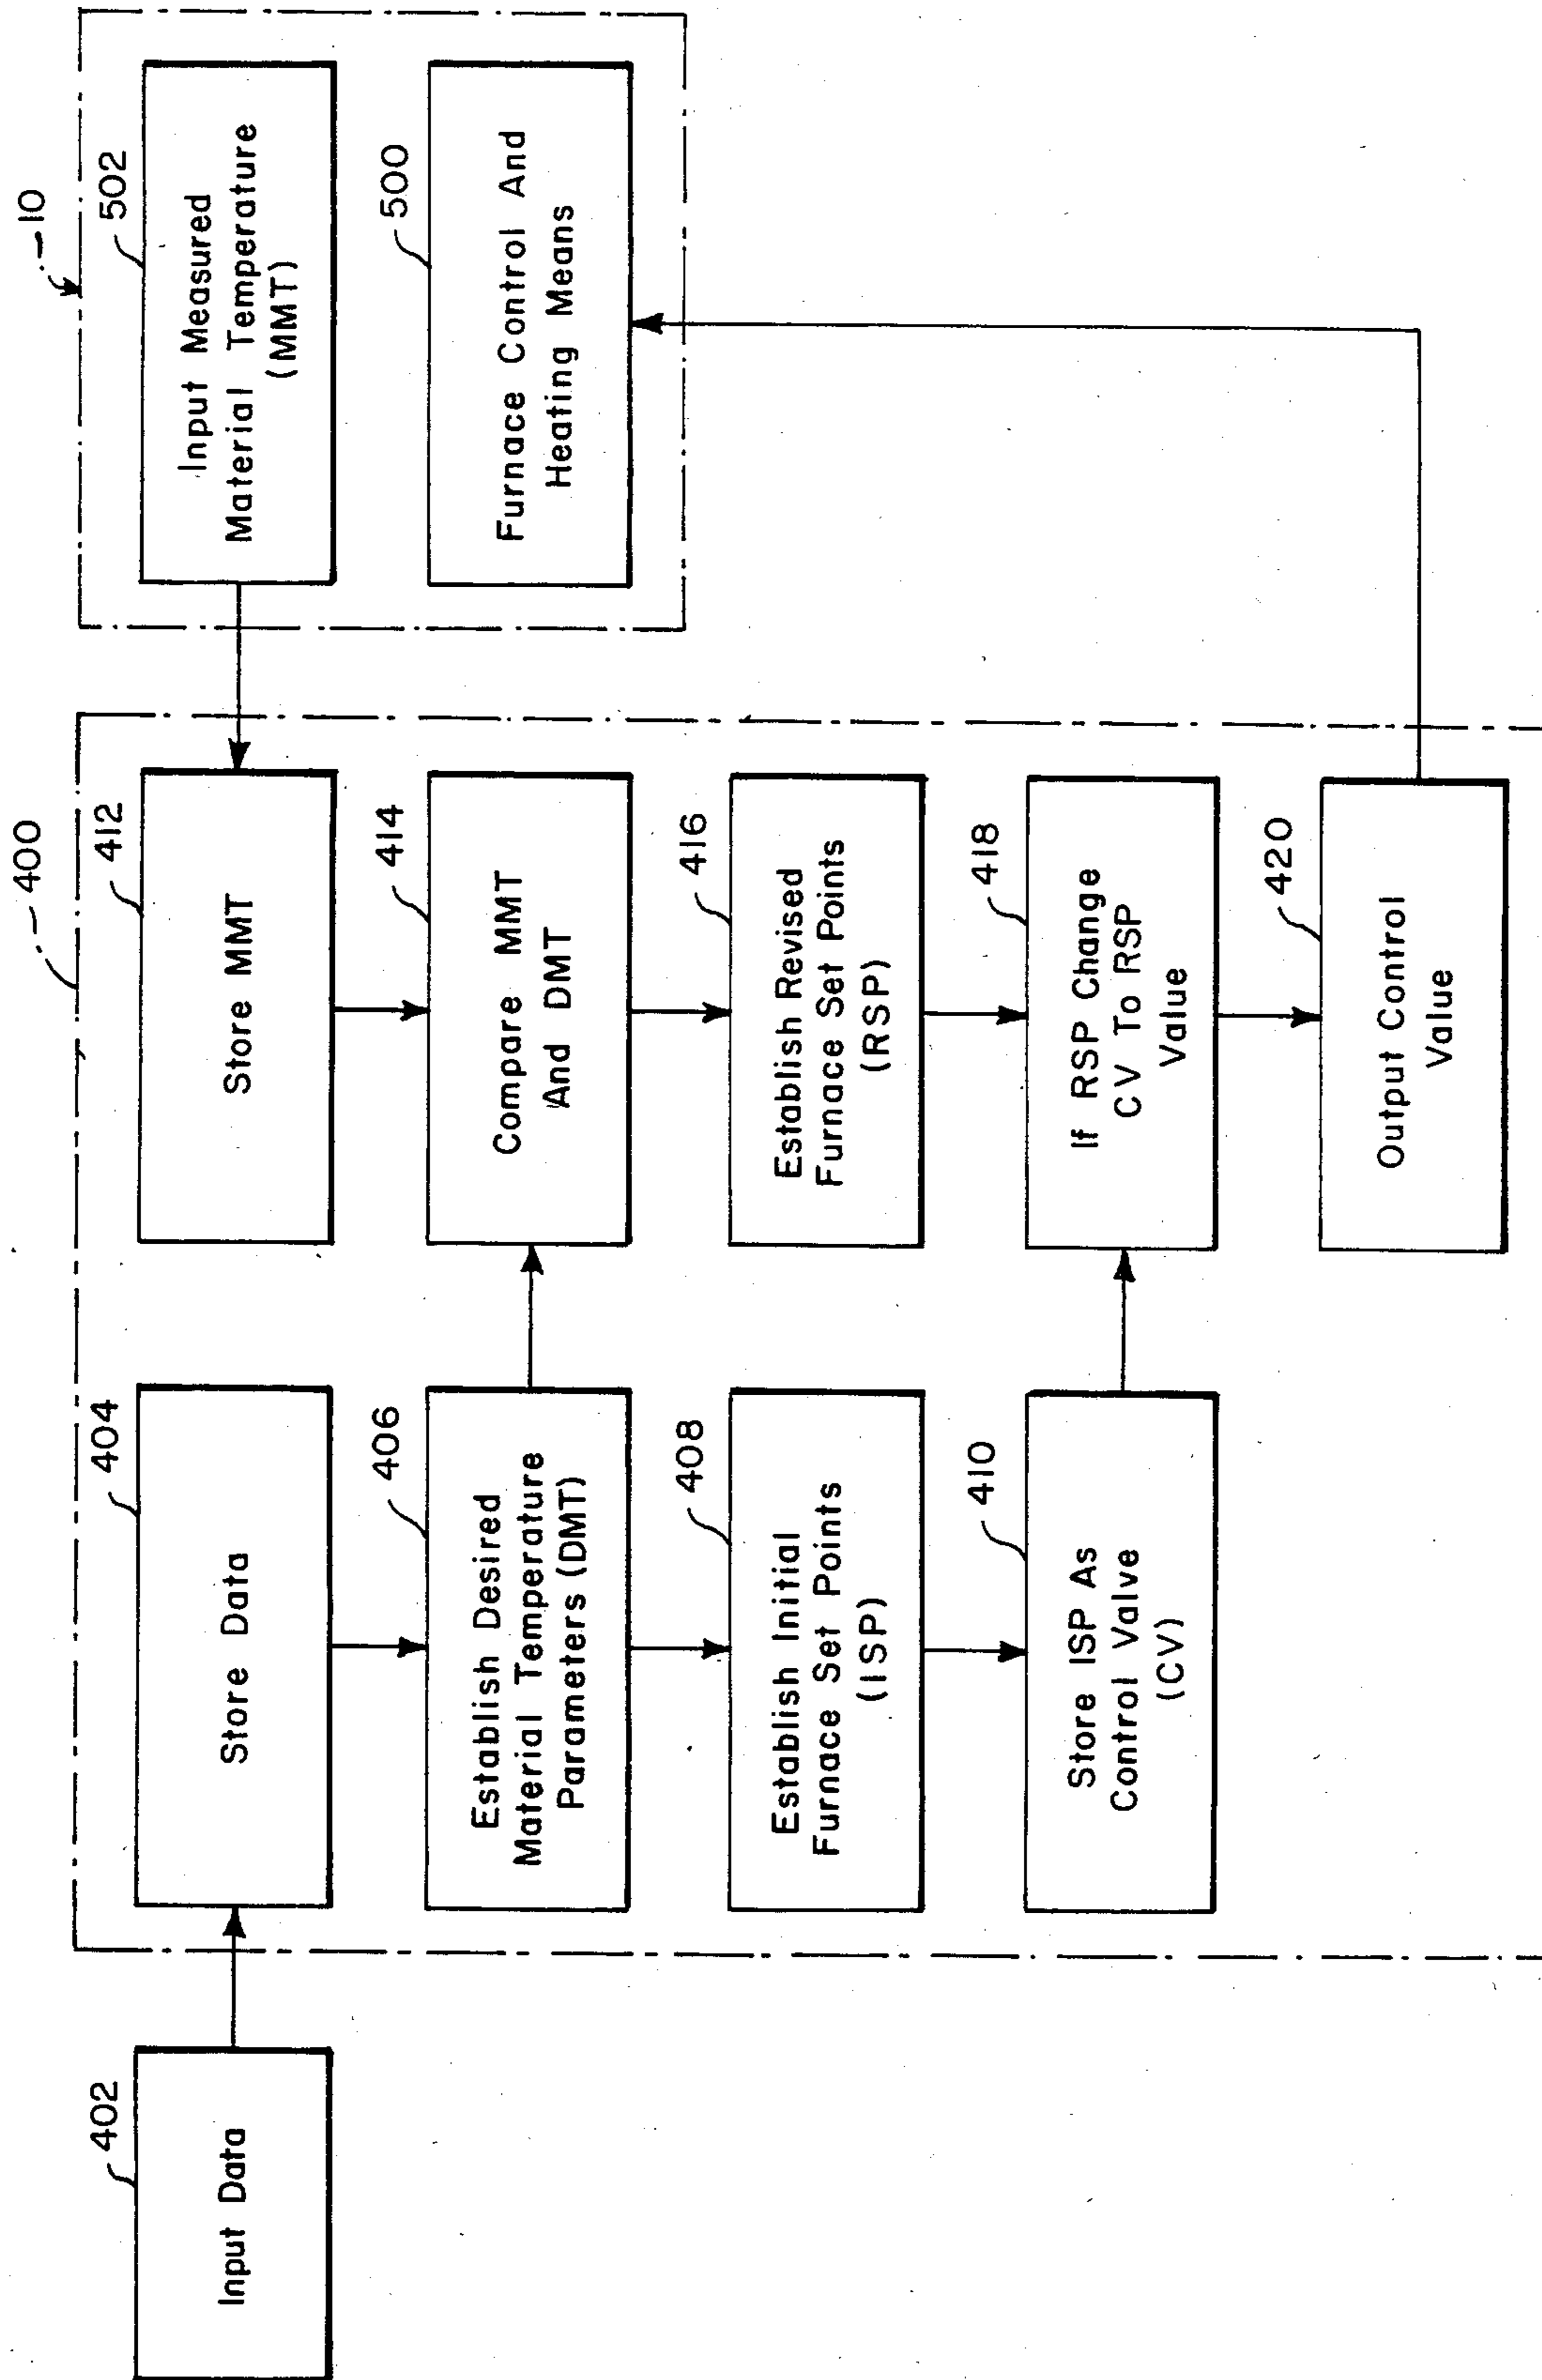 402
Input Data
400
404
Store Data
406
Establish Desired
Material Temperature
Parameters (DMT)
408
Establish Initial
Furnace Set Points
(ISP)
410
Store ISP As
Control Valve
(CV)
412
Store MMT
414
Compare MMT
And DMT
416
Establish Revised
Furnace Set Points
(RSP)
418
If RSP Change
CV To RSP
Value
420
Output Control
Value
10
502
Input Measured
Material Temperature
(MMT)
500
Furnace Control And
Heating Means